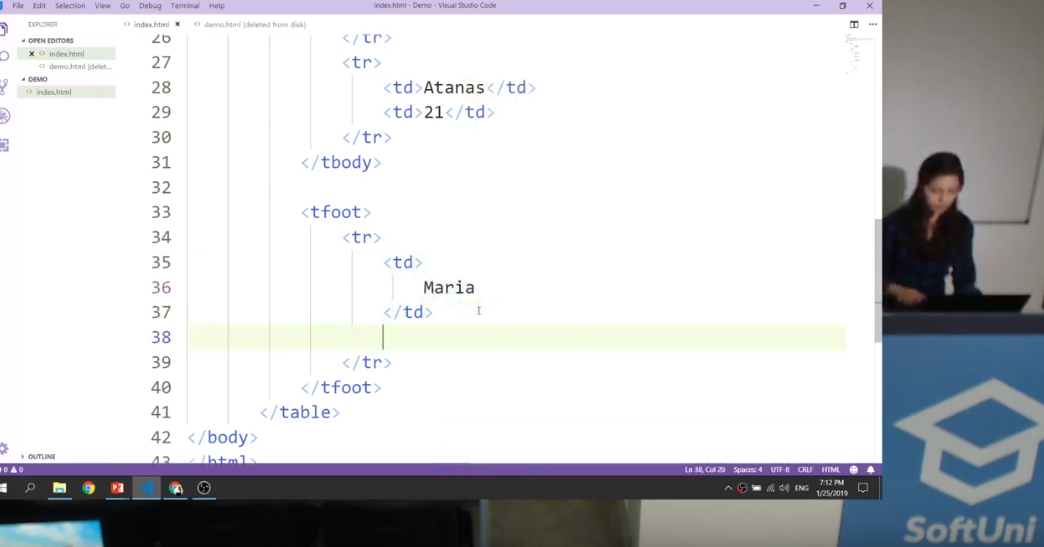 File Edit Selection View Go Debug Terminal Help
index.html - Demo - Visual Studio Code
EXPLORER
index.html
demo.html (deleted from disk)
OPEN EDITORS
index.html
demo.html (delet...
DEMO
index.html
26 </tr>
27 <tr>
28 <td>Atanas</td>
29 <td>21</td>
30 </tr>
31 </tbody>
32
33 <tfoot>
34 <tr>
35 <td>
36 Maria
37 </td>
38
39 </tr>
40 </tfoot>
41 </table>
42 </body>
43 </html>
OUTLINE
0 0
Ln 38, Col 20 Spaces: 4 UTF-8 CRLF HTML
ENG
7:12 PM
1/25/2019
SoftUni